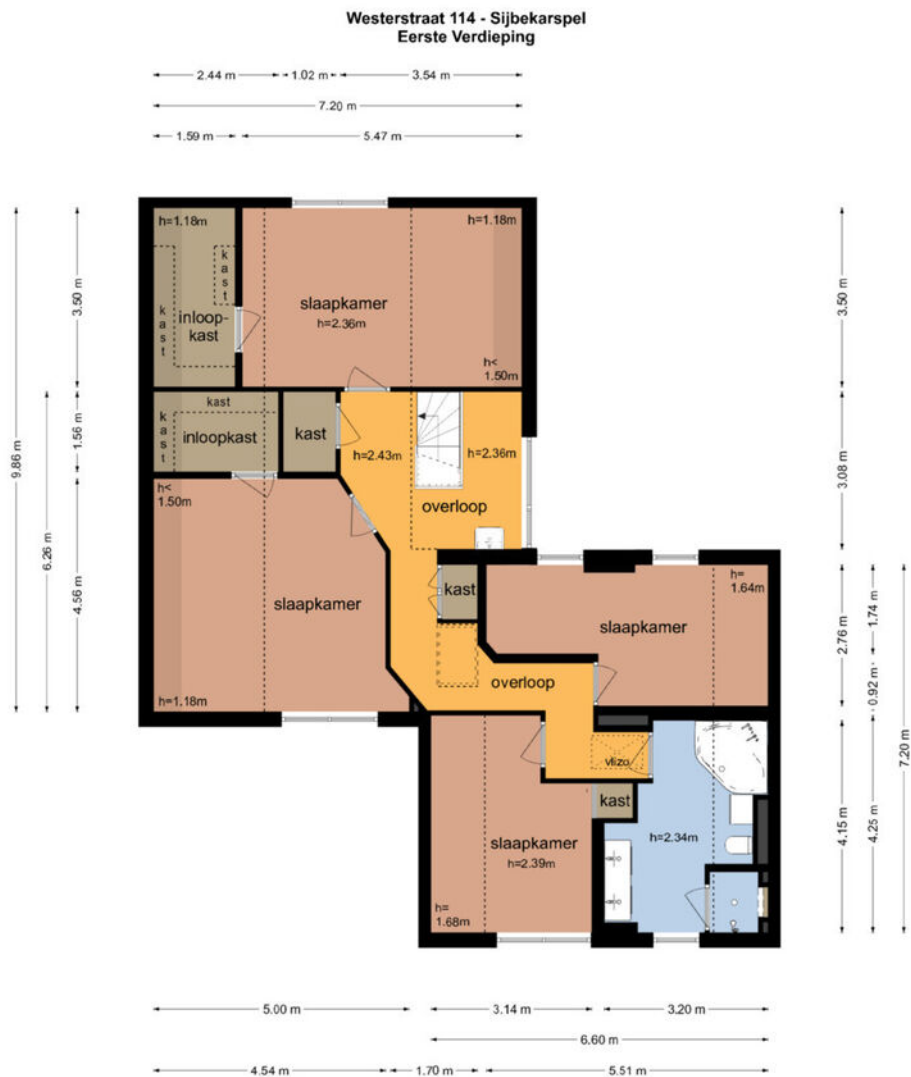 Westerstraat 114 - Sijbekarspel
Eerste Verdieping
2.44 m
1.02 m
3.54 m
7.20 m
1.59 m
5.47 m
h=1.18m
h=1.18m
kast
kast
inloop-
kast
slaapkamer
h=2.36m
h<
1.50m
3.50 m
3.50 m
9.86 m
kast
kast
inloopkast
kast
h=2.43m
h=2.36m
overloop
1.56 m
3.08 m
6.26 m
h<
1.50m
slaapkamer
h=1.18m
4.56 m
kast
h=
1.64m
slaapkamer
overloop
2.76 m
1.74 m
0.92 m
7.20 m
vlizo
kast
slaapkamer
h=2.39m
h=2.34m
h=
1.68m
4.15 m
4.25 m
5.00 m
3.14 m
3.20 m
6.60 m
4.54 m
1.70 m
5.51 m